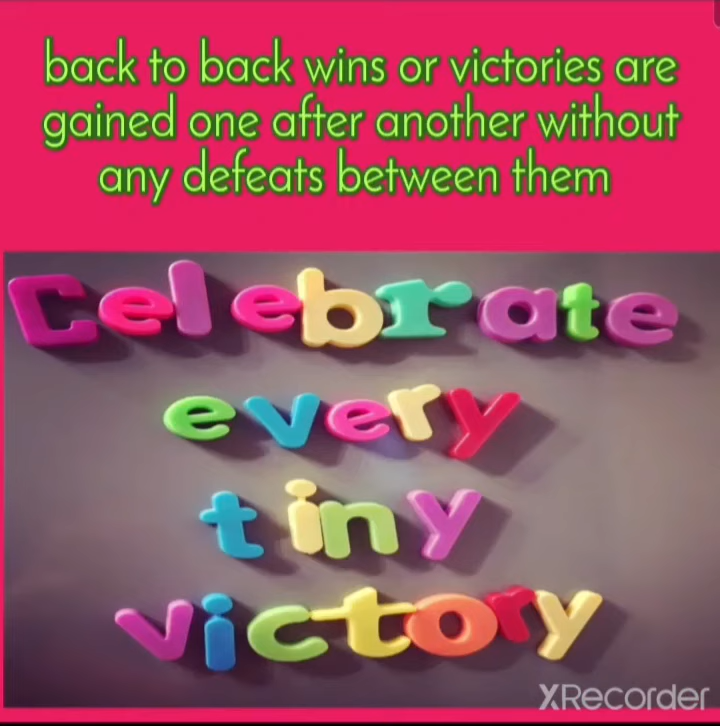 back to back wins or victories are
gained one after another without
any defeats between them
Celebrate
every
tiny
victory
XRecorder